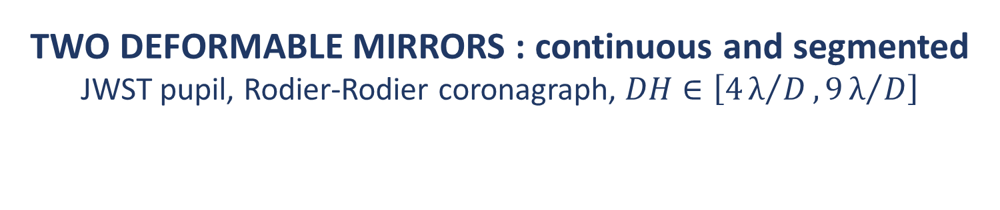 TWO DEFORMABLE MIRRORS : continuous and segmented
JWST pupil, Rodier-Rodier coronagraph, DH ∈ [4 λ/D , 9 λ/D]